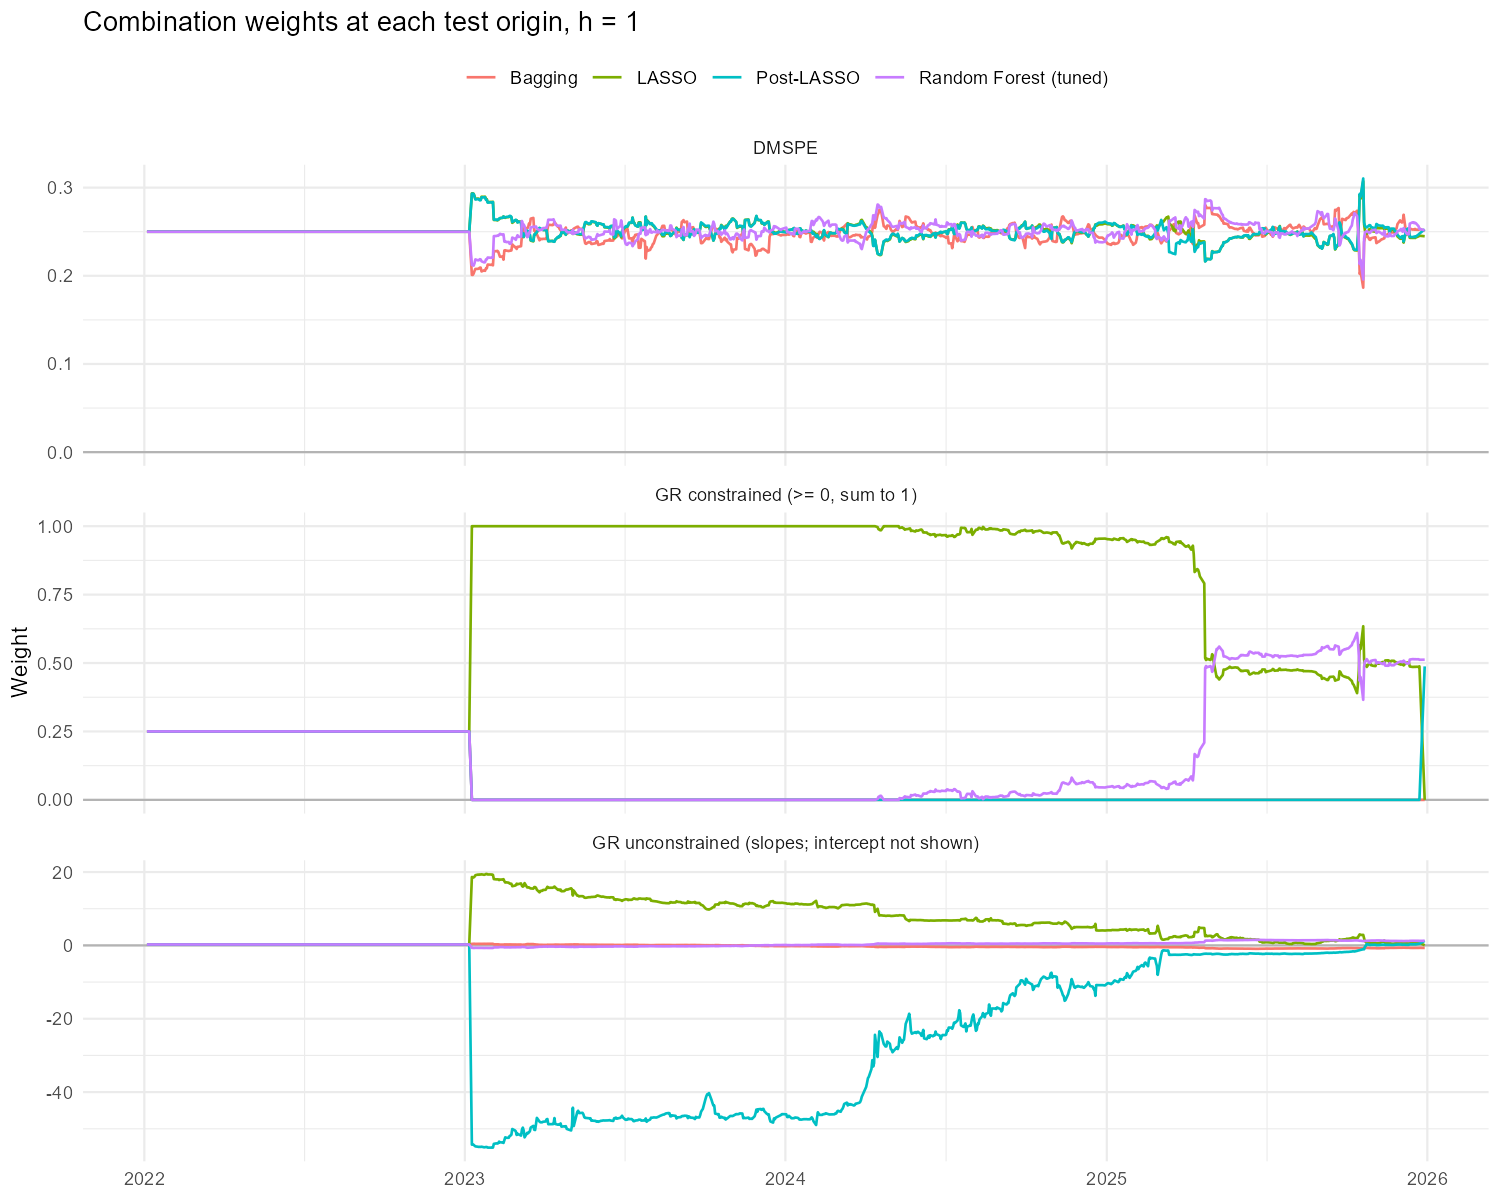 Combination weights at each test origin, h = 1
Bagging LASSO Post-LASSO Random Forest (tuned)
DMSPE
0.3
0.2
0.1
0.0
GR constrained (>= 0, sum to 1)
1.00
0.75
0.50
0.25
0.00
Weight
GR unconstrained (slopes; intercept not shown)
20
0
-20
-40
2022 2023 2024 2025 2026